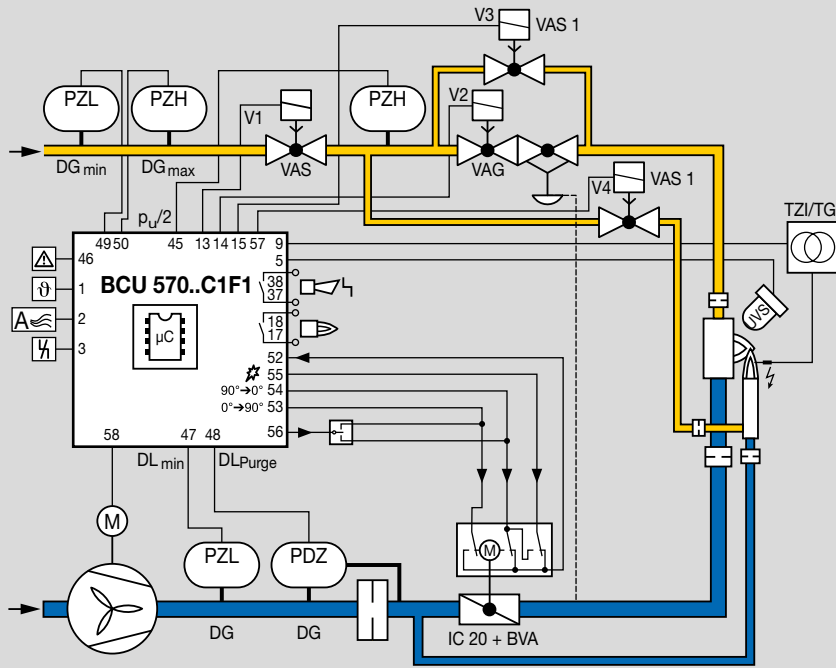 V3
VAS 1
PZL
PZH
PZH
V1
V2
DG min
DG max
VAS
VAG
V4
VAS 1
TZI/TGI
pu/2
49 50 45 13 14 15 57 9
46
5
1
BCU 570..C1F1
38
37
UVS
ϑ
A
2
µC
18
17
3
52
55
90°→0° 54
0°→90° 53
56
58 47 48
DL min
DLPurge
M
PZL
PDZ
M
DG
DG
IC 20 + BVA